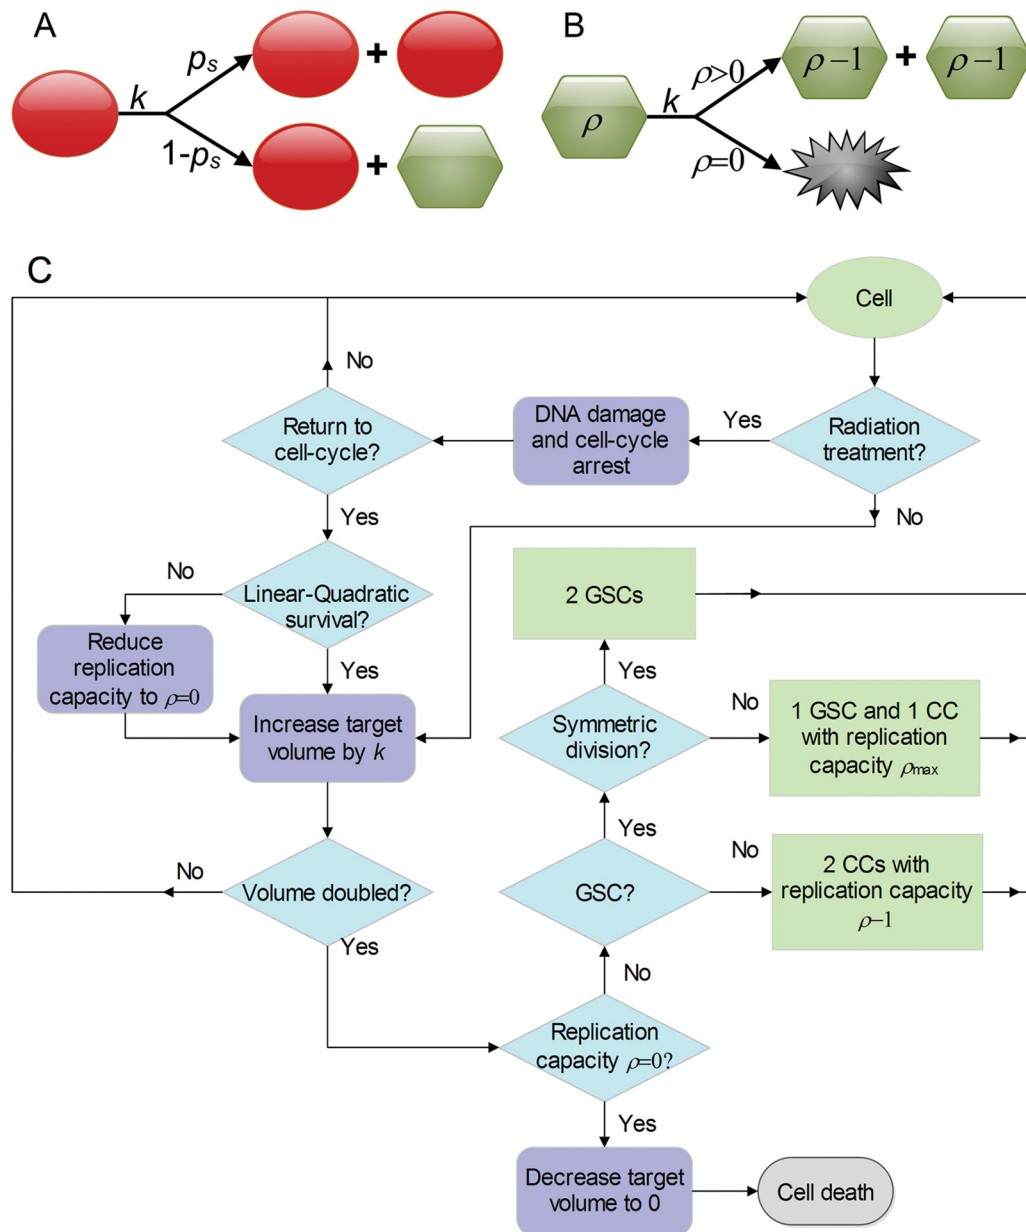 A
k
pₛ
+
1-pₛ
+
B
ρ
k
ρ>0
ρ−1
+
ρ−1
ρ=0
C
Cell
No
Return to
cell-cycle?
DNA damage
and cell-cycle
arrest
Yes
Radiation
treatment?
Yes
No
No
Linear-Quadratic
survival?
2 GSCs
Reduce
replication
capacity to ρ=0
Yes
Yes
Increase target
volume by k
Symmetric
division?
No
1 GSC and 1 CC
with replication
capacity ρmax
Yes
No
Volume doubled?
GSC?
No
2 CCs with
replication capacity
ρ−1
Yes
No
Replication
capacity ρ=0?
Yes
Decrease target
volume to 0
Cell death